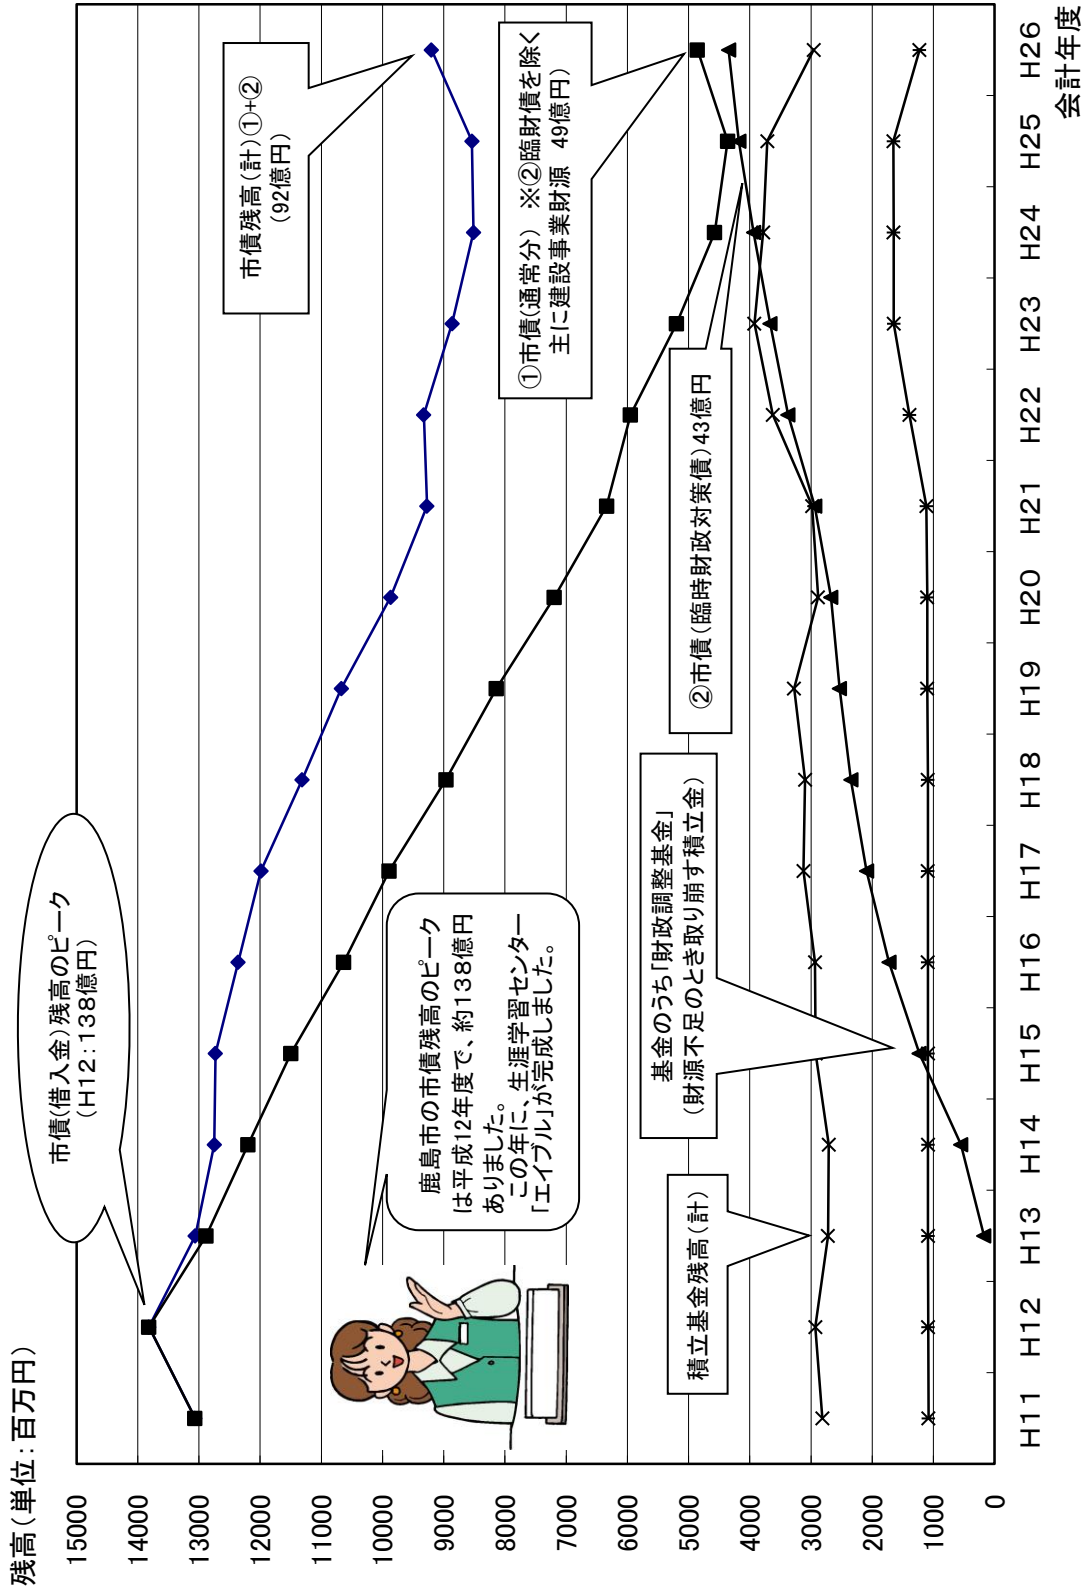 残高(単位：百万円)
市債(借入金)残高のピーク
(H12：138億円)
市債残高(計)①+②
(92億円)
①市債(通常分)　※②臨財債を除く
主に建設事業財源　49億円)
②市債(臨時財政対策債)43億円
鹿島市の市債残高のピーク
は平成12年度で、約138億円
ありました。
この年に、生涯学習センター
「エイブル」が完成しました。
基金のうち「財政調整基金」
(財源不足のとき取り崩す積立金)
積立基金残高(計)
15000
14000
13000
12000
11000
10000
9000
8000
7000
6000
5000
4000
3000
2000
1000
0
H11 H12 H13 H14 H15 H16 H17 H18 H19 H20 H21 H22 H23 H24 H25 H26
会計年度